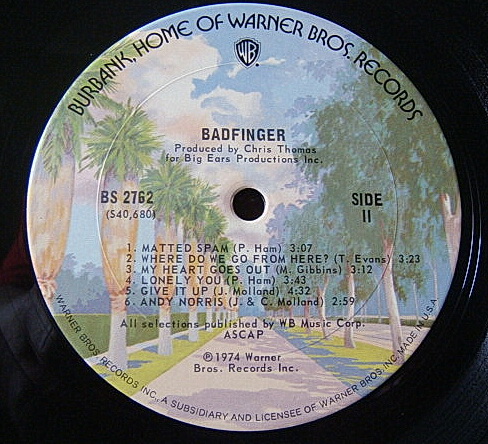 BURBANK, HOME OF WARNER BROS. RECORDS
WB
BADFINGER
Produced by Chris Thomas
for Big Ears Productions Inc.
BS 2762
(S40,680)
SIDE
II
1. MATTED SPAM (P. Ham) 3:07
2. WHERE DO WE GO FROM HERE? (T. Evans) 3:23
3. MY HEART GOES OUT (M. Gibbins) 3:12
4. LONELY YOU (P. Ham) 3:43
5. GIVE IT UP (J. Molland) 4:32
6. ANDY NORRIS (J. & C. Molland) 2:59
All selections published by WB Music Corp.
ASCAP
℗ 1974 Warner
Bros. Records Inc.
WARNER BROS. RECORDS INC., A SUBSIDIARY AND LICENSEE OF WARNER BROS. INC. MADE IN U.S.A.